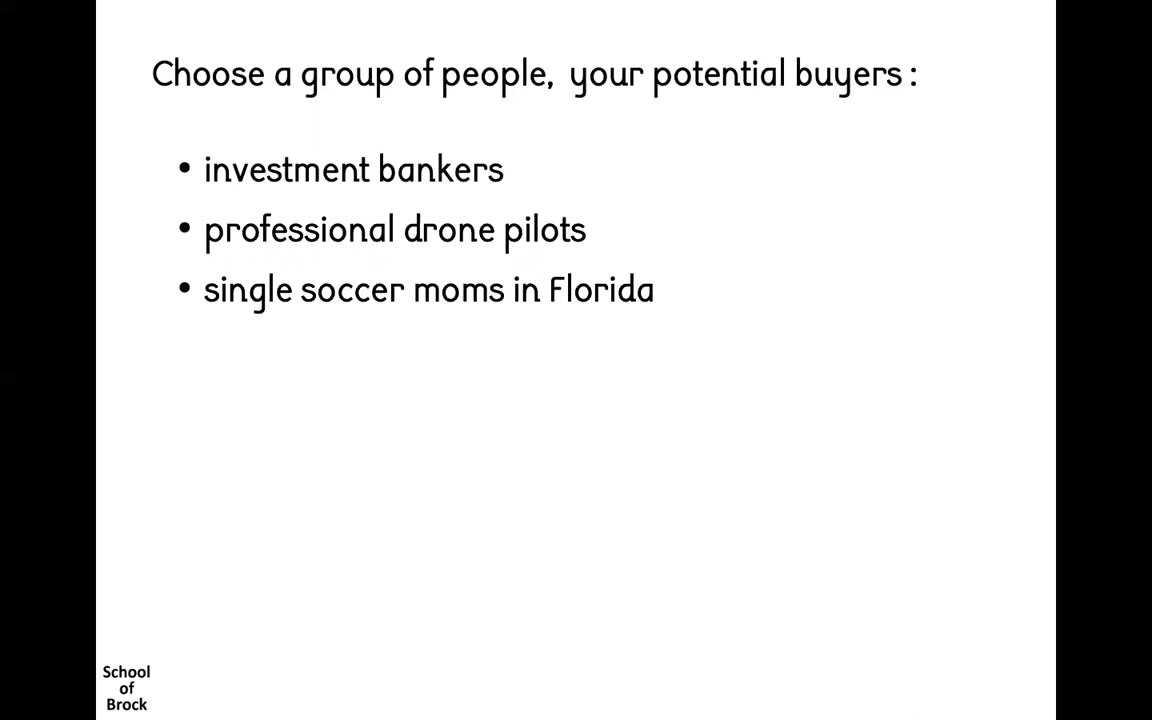 Choose a group of people, your potential buyers:
• investment bankers
• professional drone pilots
• single soccer moms in Florida
School
of
Brock